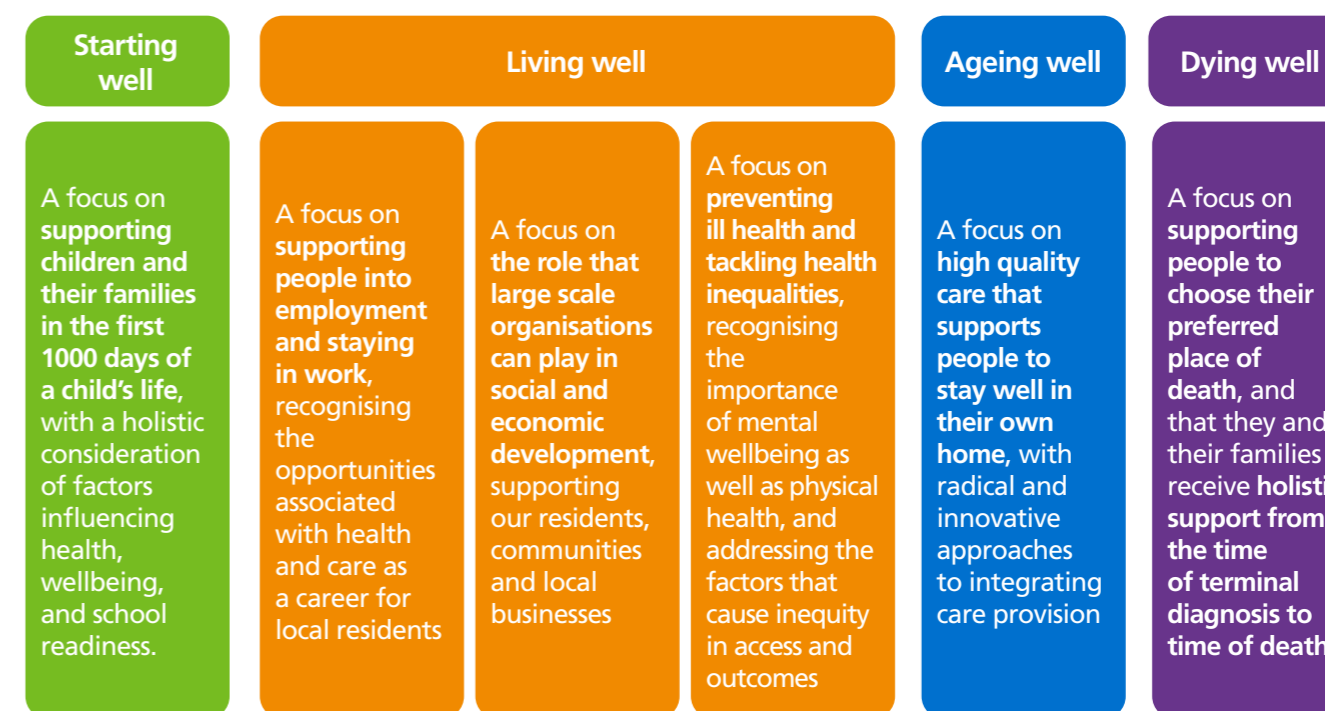 Starting
well
Living well
Ageing well
Dying well
A focus on
supporting
children and
their families
in the first
1000 days of
a child’s life,
with a holistic
consideration
of factors
influencing
health,
wellbeing,
and school
readiness.
A focus on
supporting
people into
employment
and staying
in work,
recognising
the
opportunities
associated
with health
and care as
a career for
local residents
A focus on
the role that
large scale
organisations
can play in
social and
economic
development,
supporting
our residents,
communities
and local
businesses
A focus on
preventing
ill health and
tackling health
inequalities,
recognising
the
importance
of mental
wellbeing as
well as physical
health, and
addressing the
factors that
cause inequity
in access and
outcomes
A focus on
high quality
care that
supports
people to
stay well in
their own
home, with
radical and
innovative
approaches
to integrating
care provision
A focus on
supporting
people to
choose their
preferred
place of
death, and
that they and
their families
receive
support from
the time
of terminal
diagnosis to
time of death